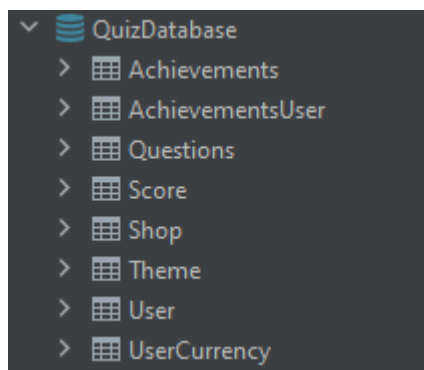 QuizDatabase
Achievements
AchievementsUser
Questions
Score
Shop
Theme
User
UserCurrency